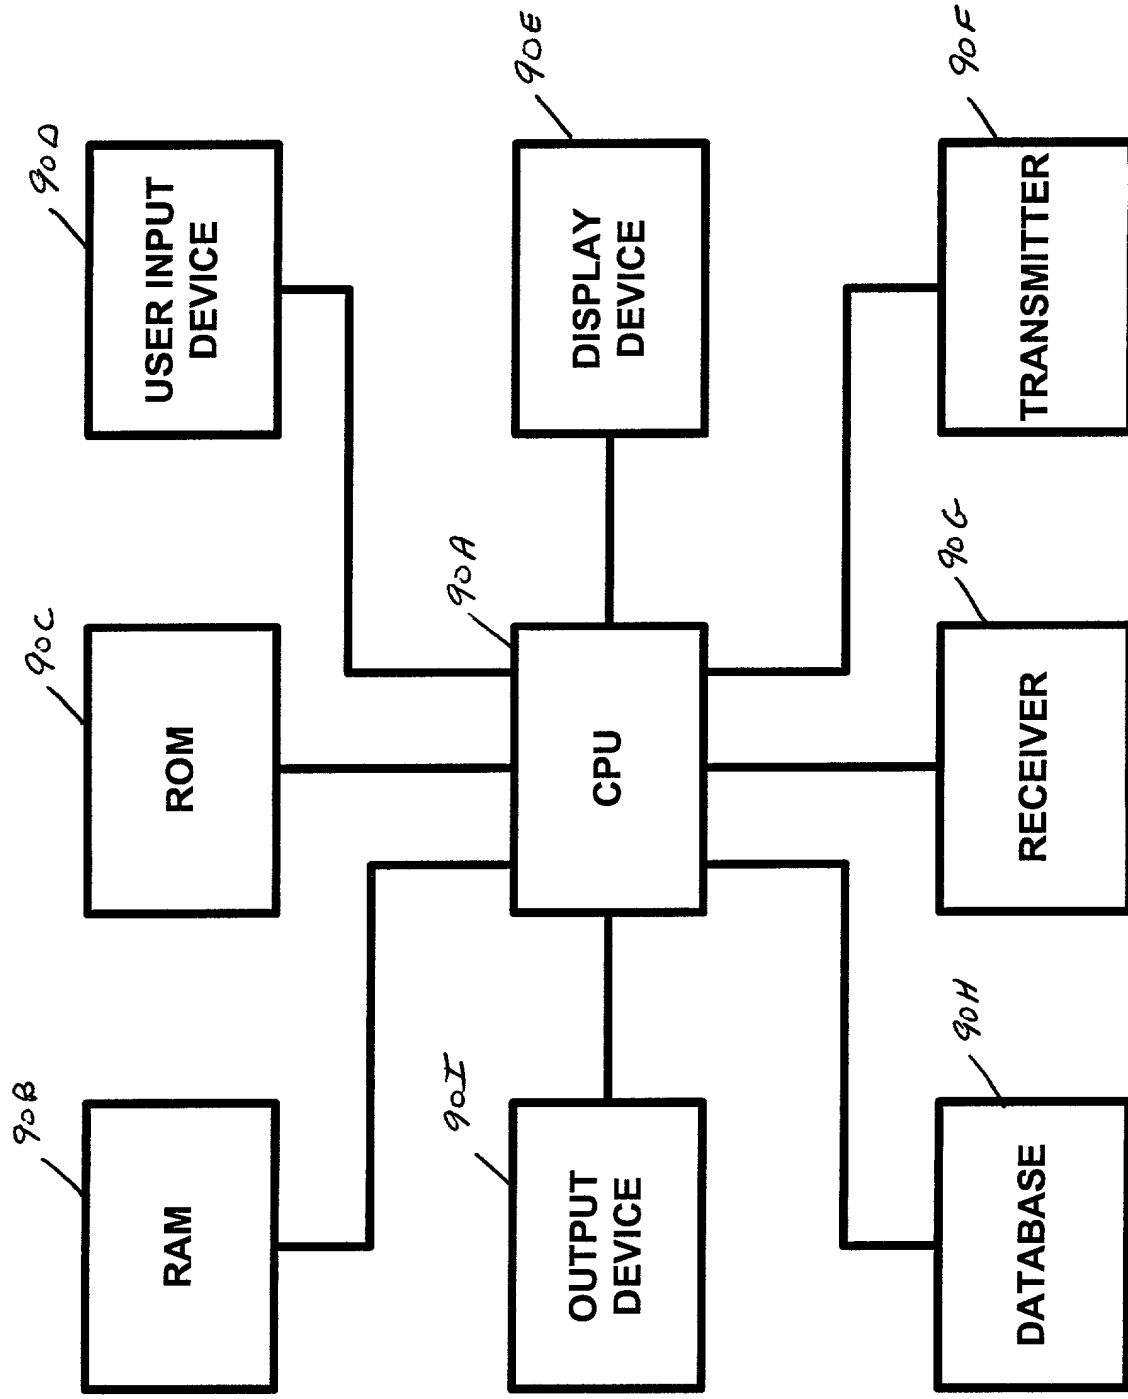 90B
RAM
90C
ROM
90D
USER INPUT
DEVICE
90I
OUTPUT
DEVICE
90A
CPU
90E
DISPLAY
DEVICE
90H
DATABASE
90G
RECEIVER
90F
TRANSMITTER